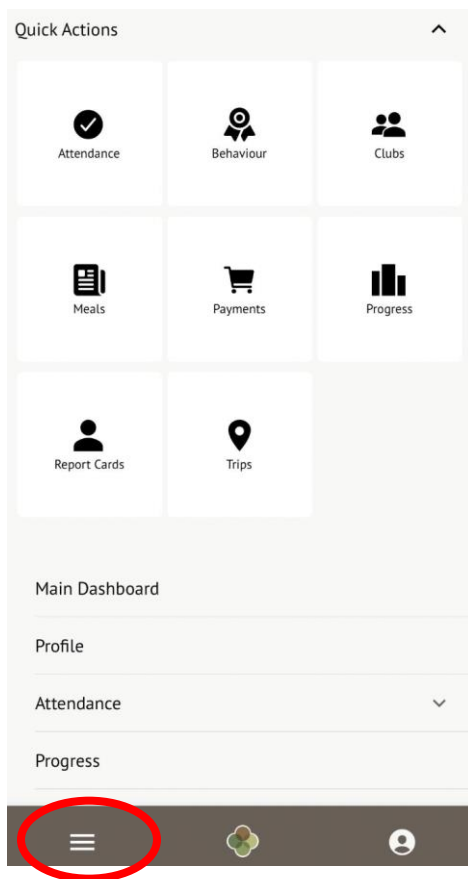 Quick Actions
Attendance
Behaviour
Clubs
Meals
Payments
Progress
Report Cards
Trips
Main Dashboard
Profile
Attendance
Progress